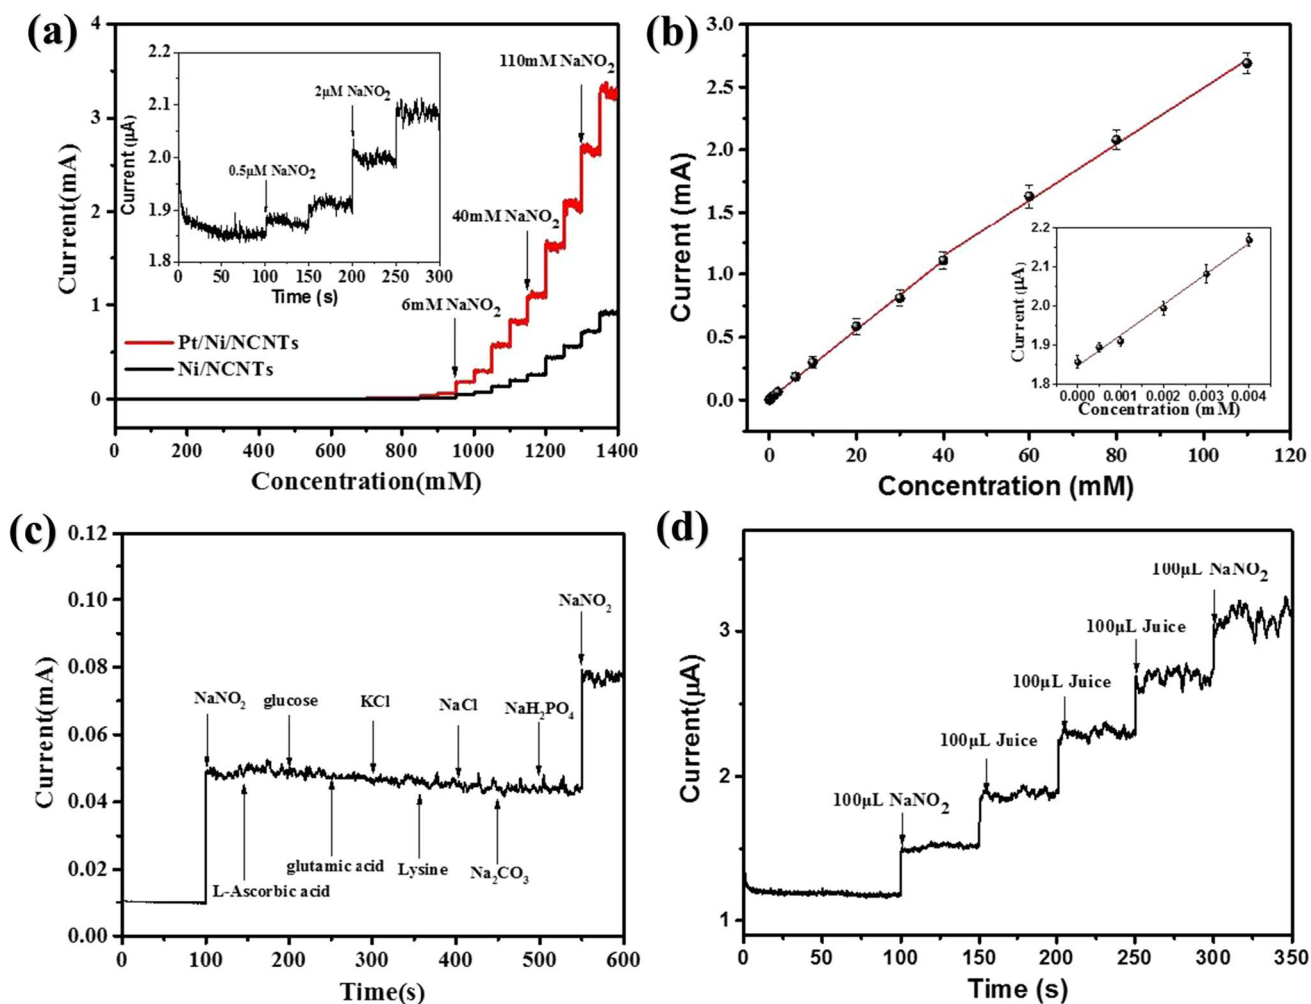 (a)
4
3
2
1
0
Current(mA)
2.2
2.1
2.0
1.9
1.8
Current (μA)
0.5μM NaNO2
2μM NaNO2
0 50 100 150 200 250 300
Time (s)
110mM NaNO2
40mM NaNO2
6mM NaNO2
Pt/Ni/NCNTs
Ni/NCNTs
0 200 400 600 800 1000 1200 1400
Concentration(mM)
(b)
3.0
2.5
2.0
1.5
1.0
0.5
0.0
Current (mA)
2.2
2.1
2.0
1.9
1.8
Current (μA)
0.000 0.001 0.002 0.003 0.004
Concentration (mM)
0 20 40 60 80 100 120
Concentration (mM)
(c)
0.12
0.10
0.08
0.06
0.04
0.02
0.00
Current(mA)
NaNO2
NaNO2 glucose KCl NaCl NaH2PO4
L-Ascorbic acid glutamic acid Lysine Na2CO3
0 100 200 300 400 500 600
Time(s)
(d)
3
2
1
Current(μA)
100μL NaNO2
100μL Juice
100μL Juice
100μL Juice
100μL NaNO2
0 50 100 150 200 250 300 350
Time (s)